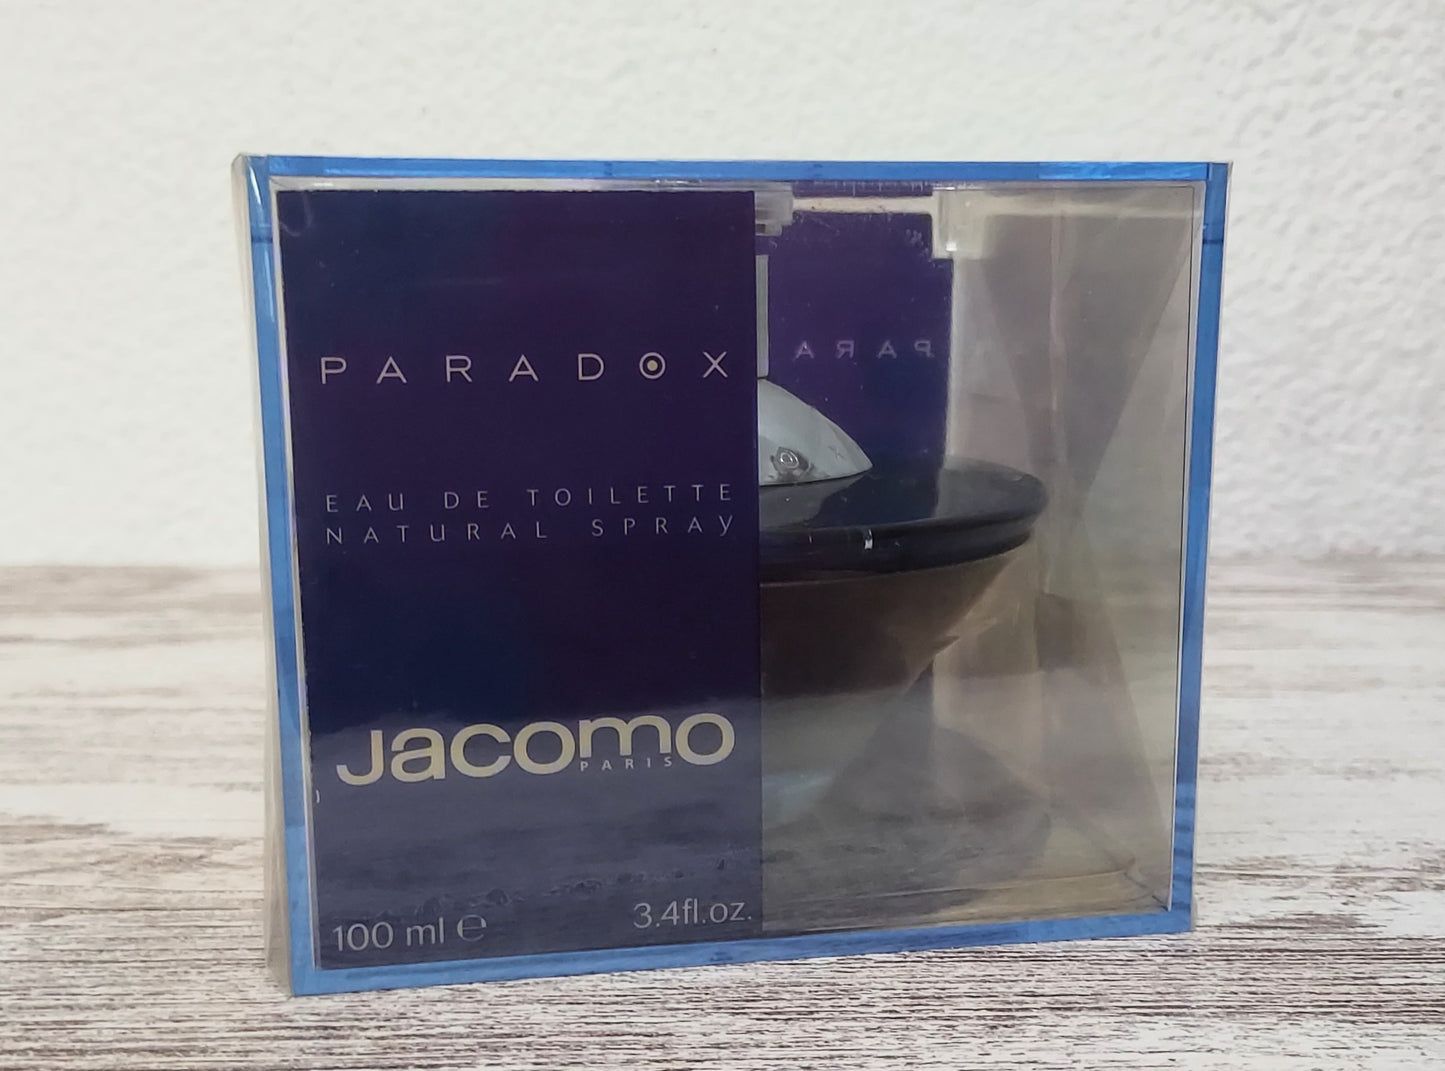 PARADOX
EAU DE TOILETTE
NATURAL SPRAY
Jacomo
PARIS
100 ml ℮
3.4fl.oz.
PARA